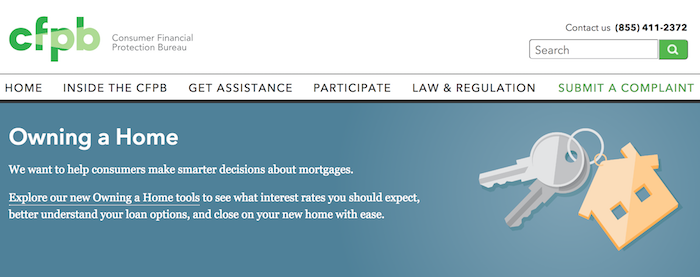 cfpb
Consumer Financial
Protection Bureau
Contact us (855) 411-2372
Search
HOME INSIDE THE CFPB GET ASSISTANCE PARTICIPATE LAW & REGULATION SUBMIT A COMPLAINT
Owning a Home
We want to help consumers make smarter decisions about mortgages.
Explore our new Owning a Home tools to see what interest rates you should expect,
better understand your loan options, and close on your new home with ease.